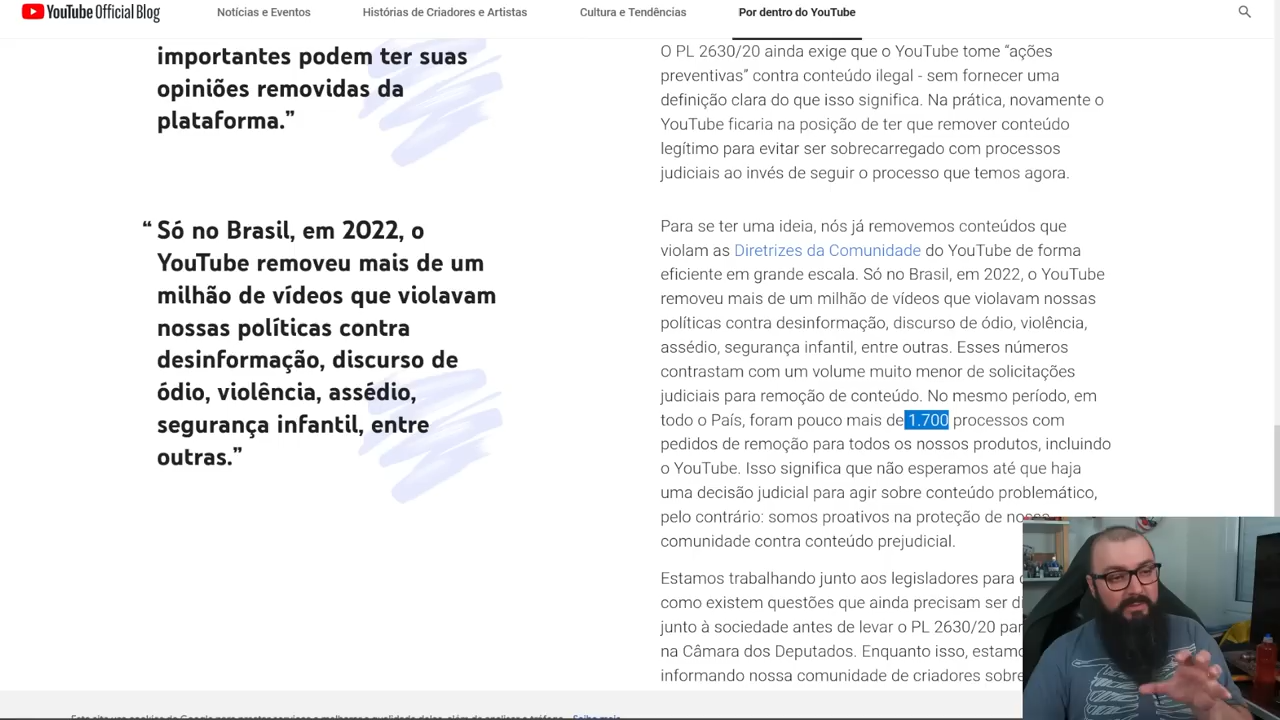 YouTube Official Blog
Notícias e Eventos
Histórias de Criadores e Artistas
Cultura e Tendências
Por dentro do YouTube
importantes podem ter suas
opiniões removidas da
plataforma.”
“ Só no Brasil, em 2022, o
YouTube removeu mais de um
milhão de vídeos que violavam
nossas políticas contra
desinformação, discurso de
ódio, violência, assédio,
segurança infantil, entre
outras.”
O PL 2630/20 ainda exige que o YouTube tome “ações
preventivas” contra conteúdo ilegal - sem fornecer uma
definição clara do que isso significa. Na prática, novamente o
YouTube ficaria na posição de ter que remover conteúdo
legítimo para evitar ser sobrecarregado com processos
judiciais ao invés de seguir o processo que temos agora.
Para se ter uma ideia, nós já removemos conteúdos que
violam as Diretrizes da Comunidade do YouTube de forma
eficiente em grande escala. Só no Brasil, em 2022, o YouTube
removeu mais de um milhão de vídeos que violavam nossas
políticas contra desinformação, discurso de ódio, violência,
assédio, segurança infantil, entre outras. Esses números
contrastam com um volume muito menor de solicitações
judiciais para remoção de conteúdo. No mesmo período, em
todo o País, foram pouco mais de 1.700 processos com
pedidos de remoção para todos os nossos produtos, incluindo
o YouTube. Isso significa que não esperamos até que haja
uma decisão judicial para agir sobre conteúdo problemático,
pelo contrário: somos proativos na proteção de nossa
comunidade contra conteúdo prejudicial.
Estamos trabalhando junto aos legisladores para
como existem questões que ainda precisam ser
junto à sociedade antes de levar o PL 2630/20
na Câmara dos Deputados. Enquanto isso,
informando nossa comunidade de criadores sobre